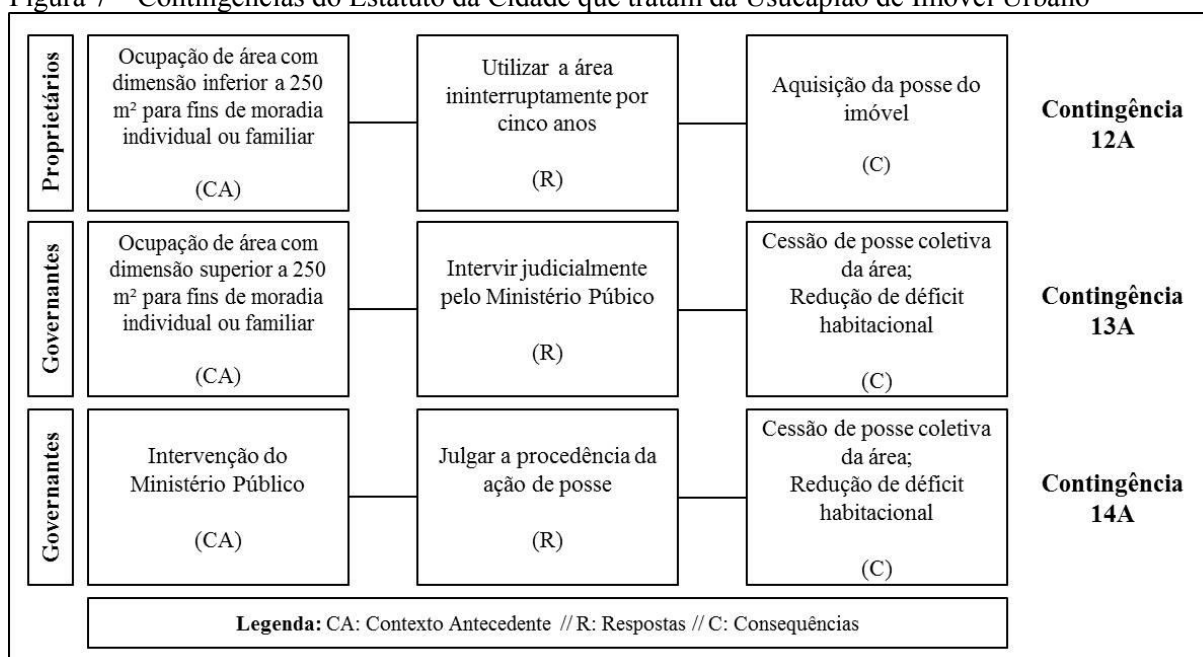 Figura 7 – Contingências do Estatuto da Cidade que tratam da Usucapião de Imóvel Urbano
Proprietários
Ocupação de área com
dimensão inferior a 250
m² para fins de moradia
individual ou familiar
(CA)
Utilizar a área
ininterruptamente por
cinco anos
(R)
Aquisição da posse do
imóvel
(C)
Contingência
12A
Governantes
Ocupação de área com
dimensão superior a 250
m² para fins de moradia
individual ou familiar
(CA)
Intervir judicialmente
pelo Ministério Púbico
(R)
Cessão de posse coletiva
da área;
Redução de déficit
habitacional
(C)
Contingência
13A
Governantes
Intervenção do
Ministério Público
(CA)
Julgar a procedência da
ação de posse
(R)
Cessão de posse coletiva
da área;
Redução de déficit
habitacional
(C)
Contingência
14A
Legenda: CA: Contexto Antecedente // R: Respostas // C: Consequências